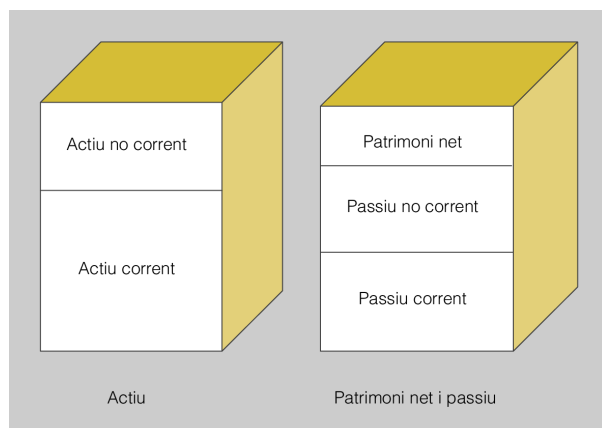 Actiu no corrent
Actiu corrent
Actiu
Patrimoni net
Passiu no corrent
Passiu corrent
Patrimoni net i passiu